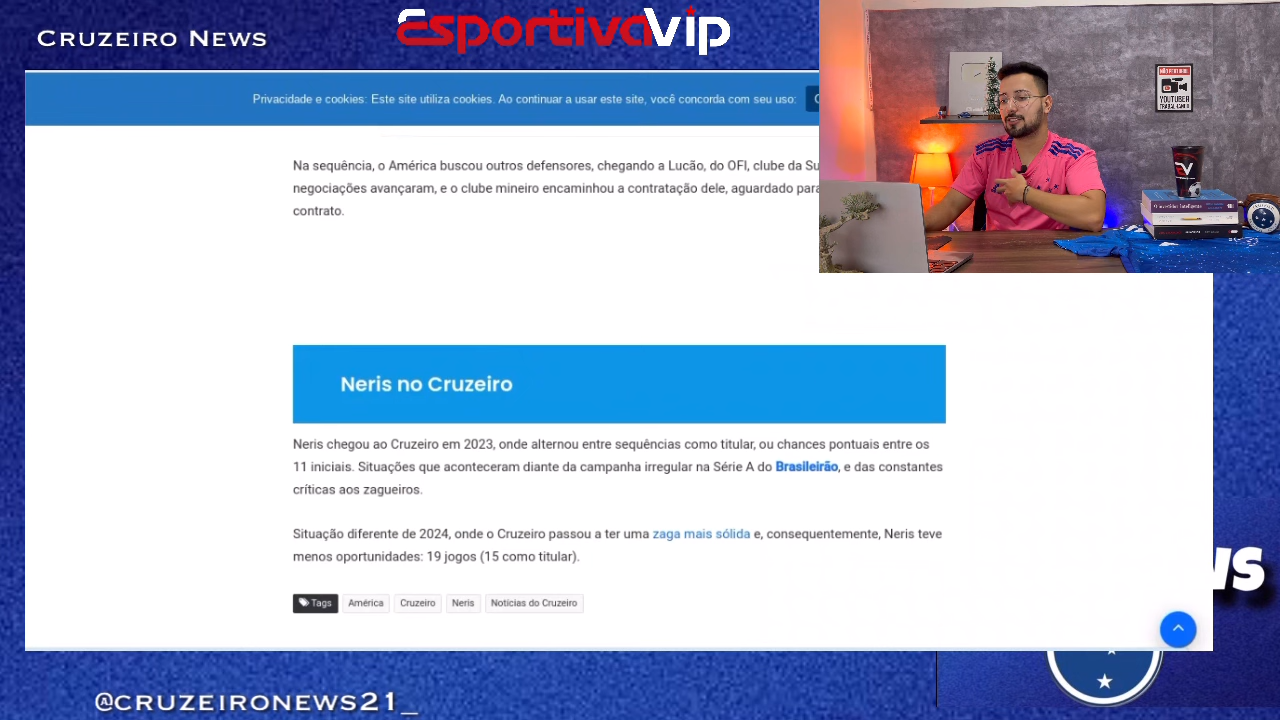 Cruzeiro News
EsportivaVip
Privacidade e cookies: Este site utiliza cookies. Ao continuar a usar este site, você concorda com seu uso:
NÃO PERTURBE
YOUTUBER
TRABALHANDO
Na sequência, o América buscou outros defensores, chegando a Lucão, do OFI, clube da
negociações avançaram, e o clube mineiro encaminhou a contratação dele, aguardado para
contrato.
Neris no Cruzeiro
Neris chegou ao Cruzeiro em 2023, onde alternou entre sequências como titular, ou chances pontuais entre os
11 iniciais. Situações que aconteceram diante da campanha irregular na Série A do Brasileirão, e das constantes
críticas aos zagueiros.
Situação diferente de 2024, onde o Cruzeiro passou a ter uma zaga mais sólida e, consequentemente, Neris teve
menos oportunidades: 19 jogos (15 como titular).
Tags América Cruzeiro Neris Notícias do Cruzeiro
@cruzeironews21_